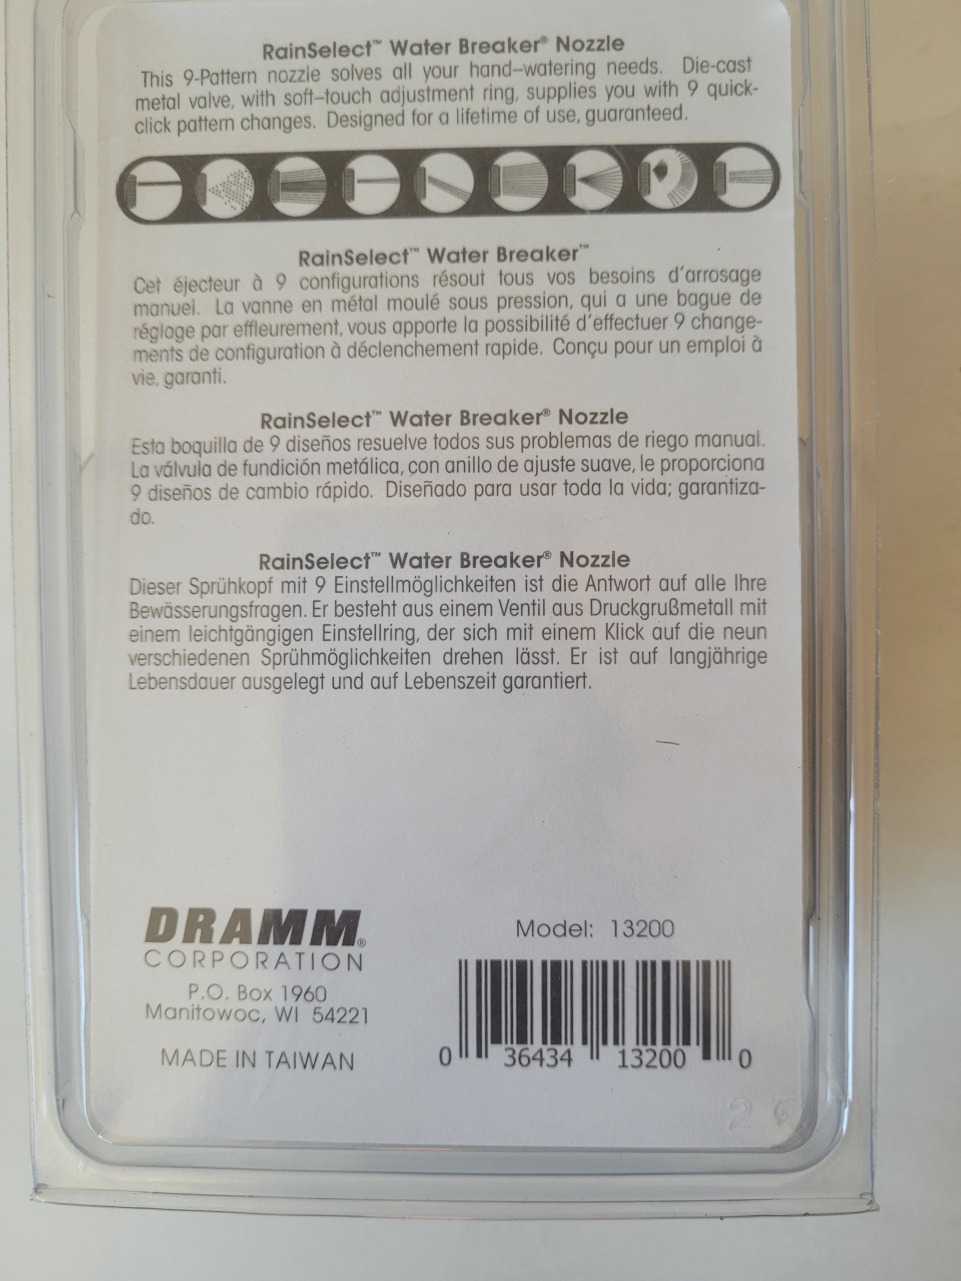 RainSelect™ Water Breaker® Nozzle
This 9-Pattern nozzle solves all your hand-watering needs. Die-cast
metal valve, with soft-touch adjustment ring, supplies you with 9 quick-
click pattern changes. Designed for a lifetime of use, guaranteed.
RainSelect™ Water Breaker™
Cet éjecteur à 9 configurations résout tous vos besoins d'arrosage
manuel. La vanne en métal moulé sous pression, qui a une bague de
réglage par effleurement, vous apporte la possibilité d'effectuer 9 change-
ments de configuration à déclenchement rapide. Conçu pour un emploi à
vie, garanti.
RainSelect™ Water Breaker® Nozzle
Esta boquilla de 9 diseños resuelve todos sus problemas de riego manual.
La válvula de fundición metálica, con anillo de ajuste suave, le proporciona
9 diseños de cambio rápido. Diseñado para usar toda la vida; garantiza-
do.
RainSelect™ Water Breaker® Nozzle
Dieser Sprühkopf mit 9 Einstellmöglichkeiten ist die Antwort auf alle Ihre
Bewässerungsfragen. Er besteht aus einem Ventil aus Druckgrußmetall mit
einem leichtgängigen Einstellring, der sich mit einem Klick auf die neun
verschiedenen Sprühmöglichkeiten drehen lässt. Er ist auf langjährige
Lebensdauer ausgelegt und auf Lebenszeit garantiert.
DRAMM®
CORPORATION
P.O. Box 1960
Manitowoc, WI 54221
MADE IN TAIWAN
Model: 13200
0 36434 13200 0